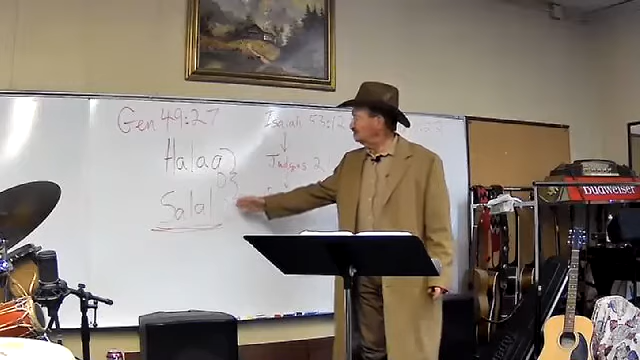 Gen 49:27
Halaq
Salal
Isaiah 53:12
Judges 2
Budweiser